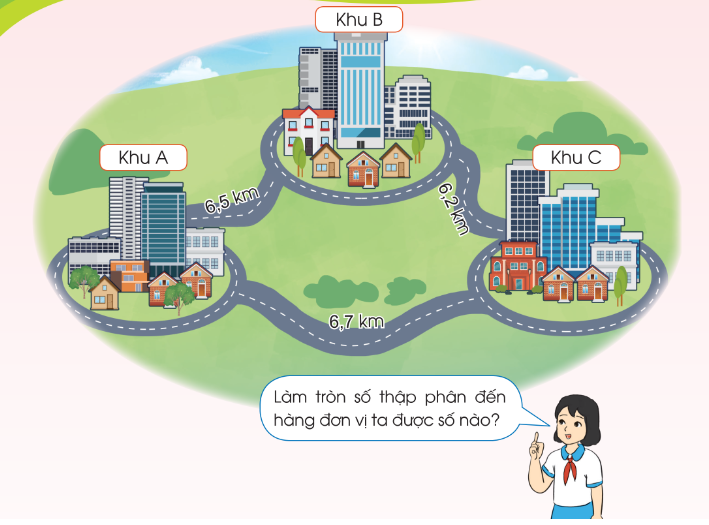 Khu B
Khu A
Khu C
6,5 km
6,2 km
6,7 km
Làm tròn số thập phân đến
hàng đơn vị ta được số nào?